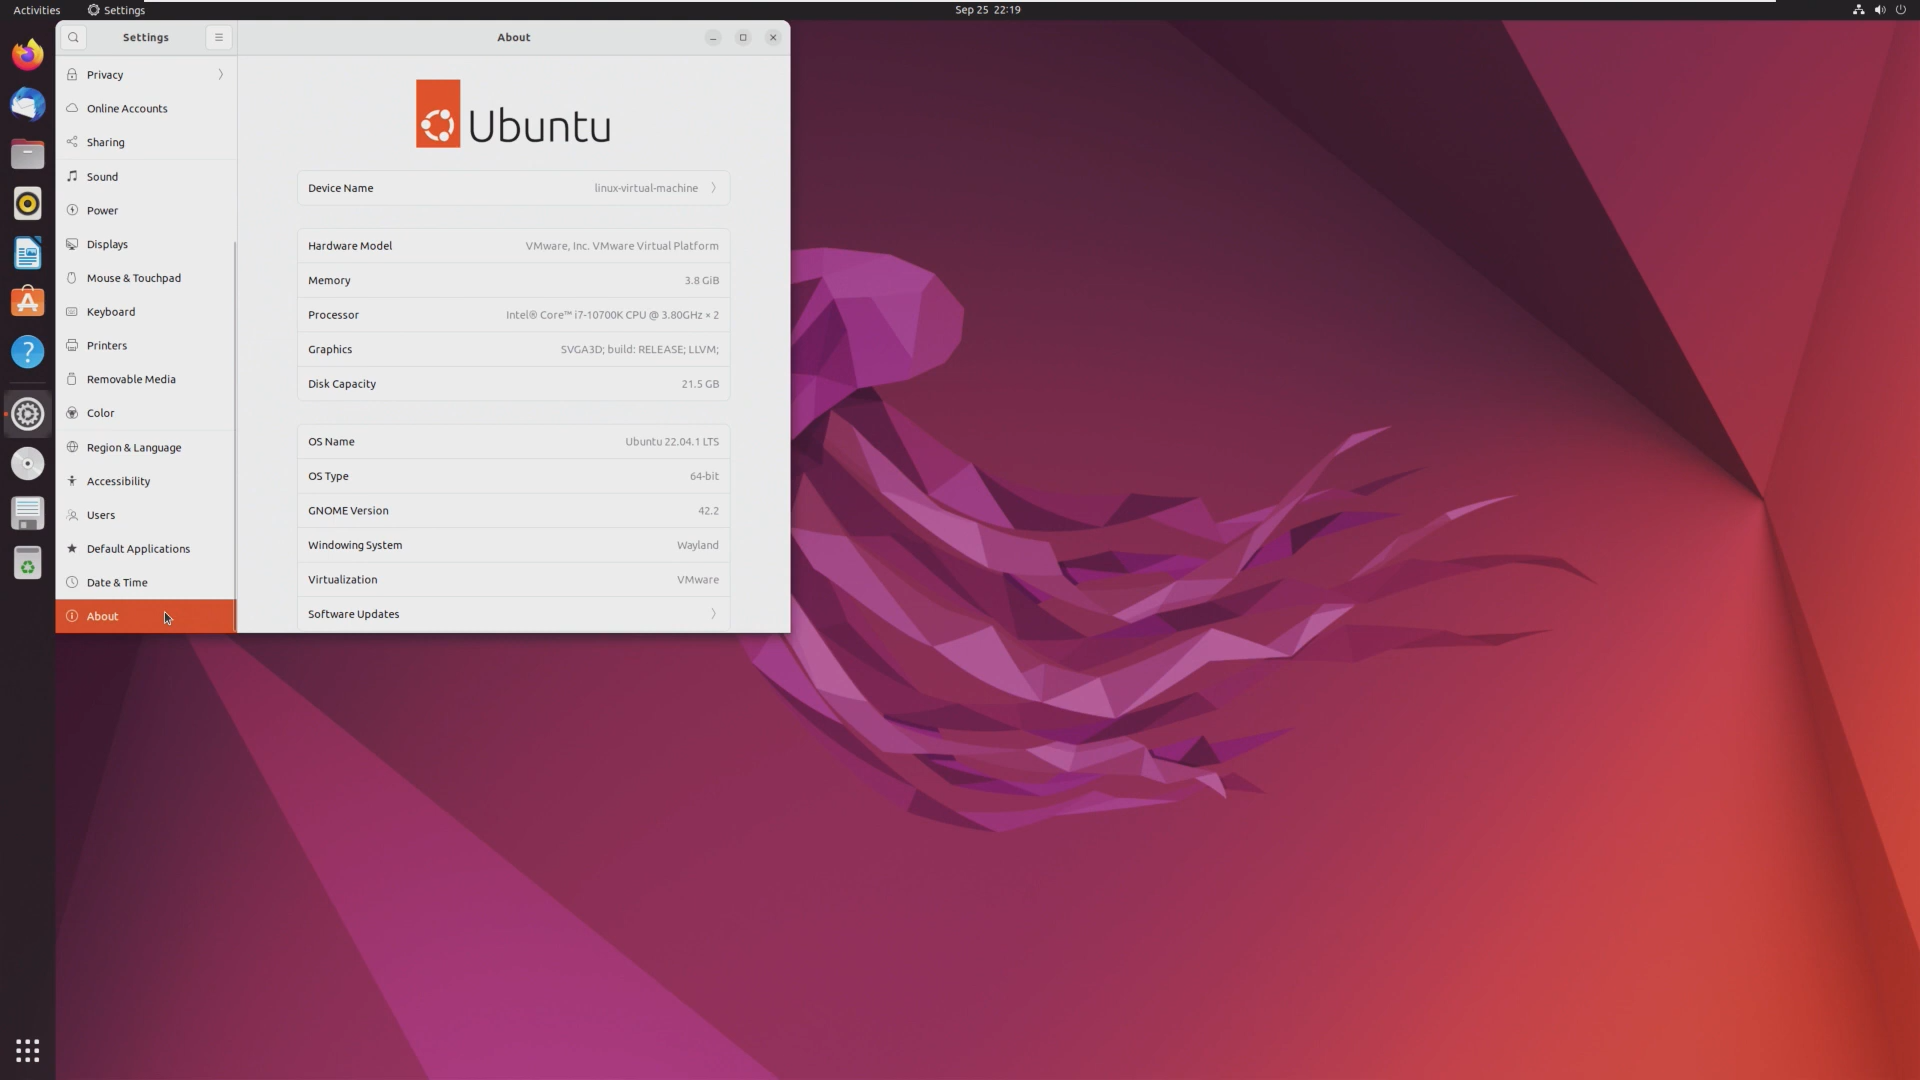 Activities
Settings
Sep 25 22:19
Settings
About
Privacy
Online Accounts
Sharing
Sound
Power
Displays
Mouse & Touchpad
Keyboard
Printers
Removable Media
Color
Region & Language
Accessibility
Users
Default Applications
Date & Time
About
Ubuntu
Device Name linux-virtual-machine
Hardware Model VMware, Inc. VMware Virtual Platform
Memory 3.8 GiB
Processor Intel® Core™ i7-10700K CPU @ 3.80GHz × 2
Graphics SVGA3D; build: RELEASE; LLVM;
Disk Capacity 21.5 GB
OS Name Ubuntu 22.04.1 LTS
OS Type 64-bit
GNOME Version 42.2
Windowing System Wayland
Virtualization VMware
Software Updates